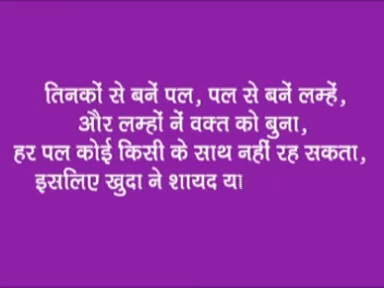 तिनकों से बनें पल, पल से बनें लम्हें,
और लम्हों नें वक्त को बुना,
हर पल कोई किसी के साथ नहीं रह सकता,
इसलिए खुदा ने शायद या